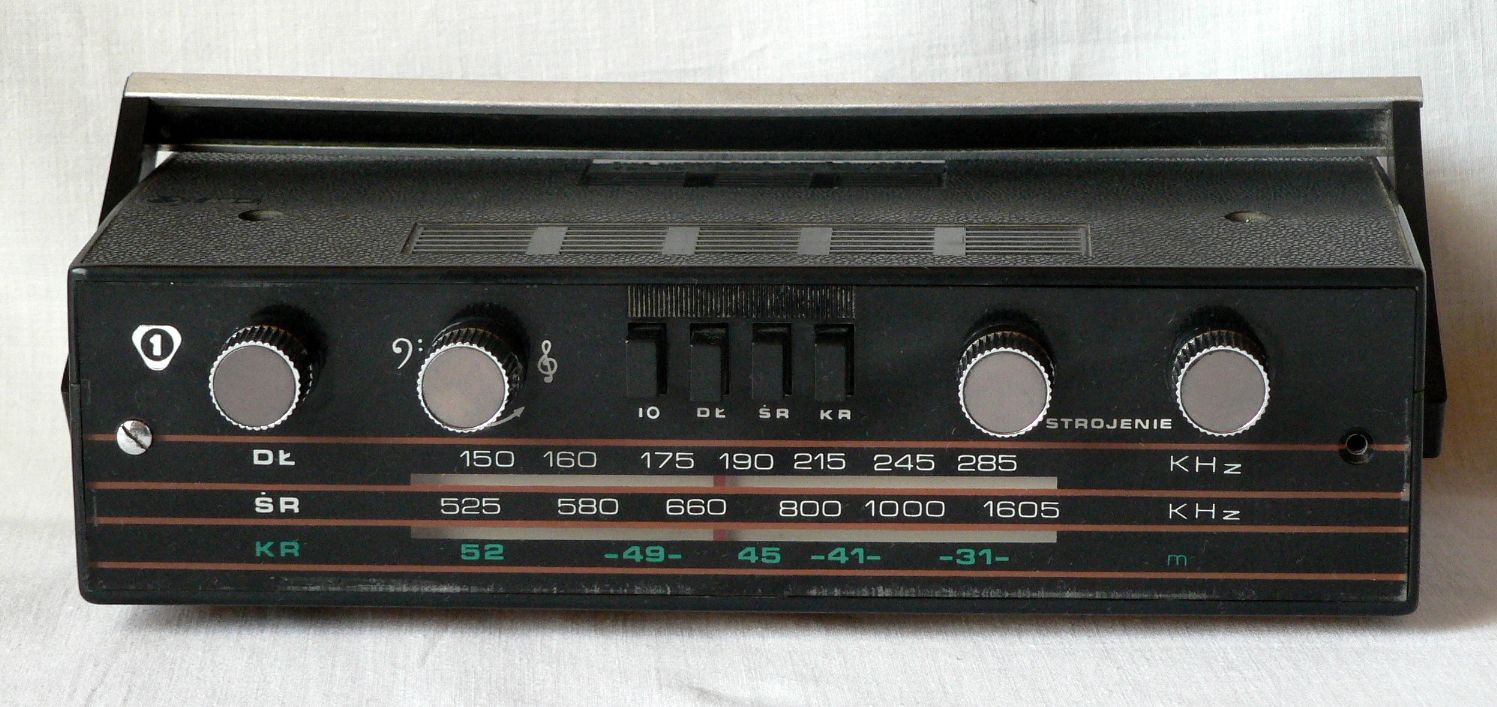 1
IO DŁ ŚR KR
STROJENIE
DŁ 150 160 175 190 215 245 285 KHz
ŚR 525 580 660 800 1000 1605 KHz
KR 52 -49- 45 -41- -31- m